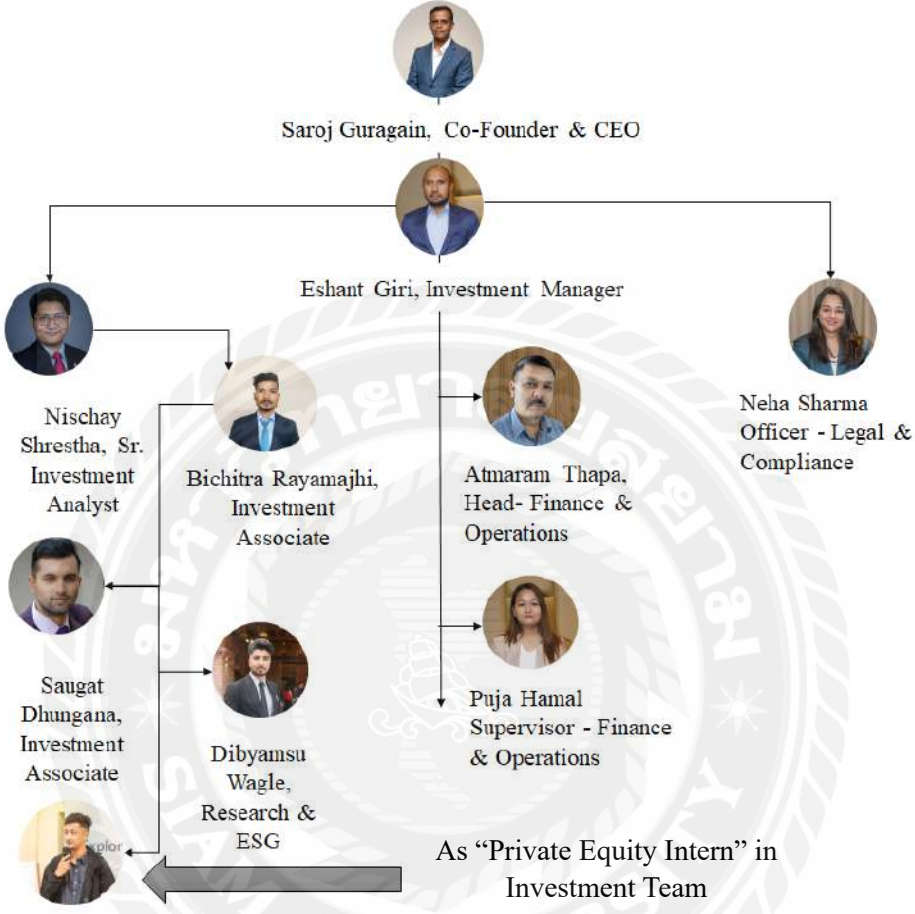 Saroj Guragain, Co-Founder & CEO
Eshant Giri, Investment Manager
Nischay
Shrestha, Sr.
Investment
Analyst
Bichitra Rayamajhi,
Investment
Associate
Atmaram Thapa,
Head- Finance &
Operations
Neha Sharma
Officer - Legal &
Compliance
Saugat
Dhungana,
Investment
Associate
Dibyamsu
Wagle,
Research &
ESG
Puja Hamal
Supervisor - Finance
& Operations
xplor
As “Private Equity Intern” in
Investment Team